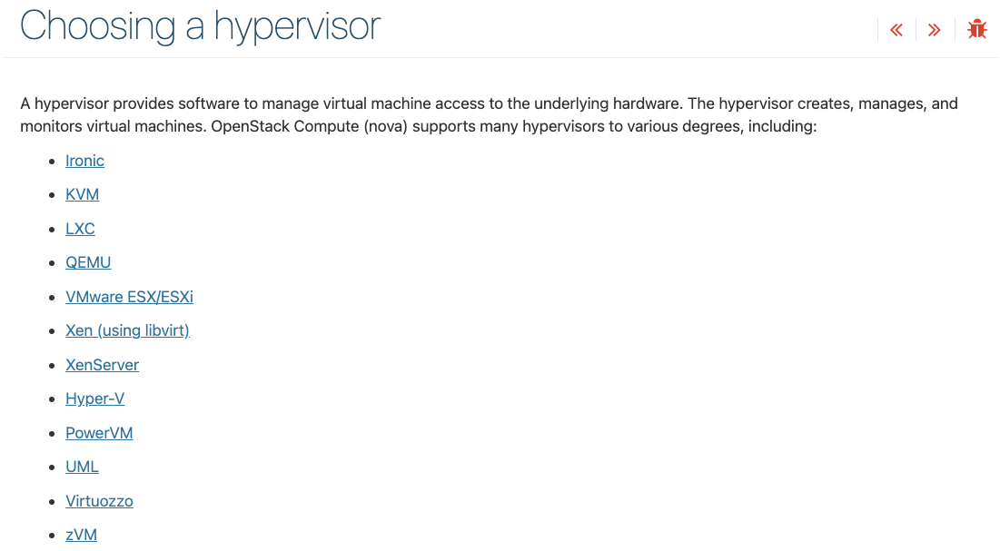 Choosing a hypervisor
A hypervisor provides software to manage virtual machine access to the underlying hardware. The hypervisor creates, manages, and
monitors virtual machines. OpenStack Compute (nova) supports many hypervisors to various degrees, including:
Ironic
KVM
LXC
QEMU
VMware ESX/ESXi
Xen (using libvirt)
XenServer
Hyper-V
PowerVM
UML
Virtuozzo
zVM